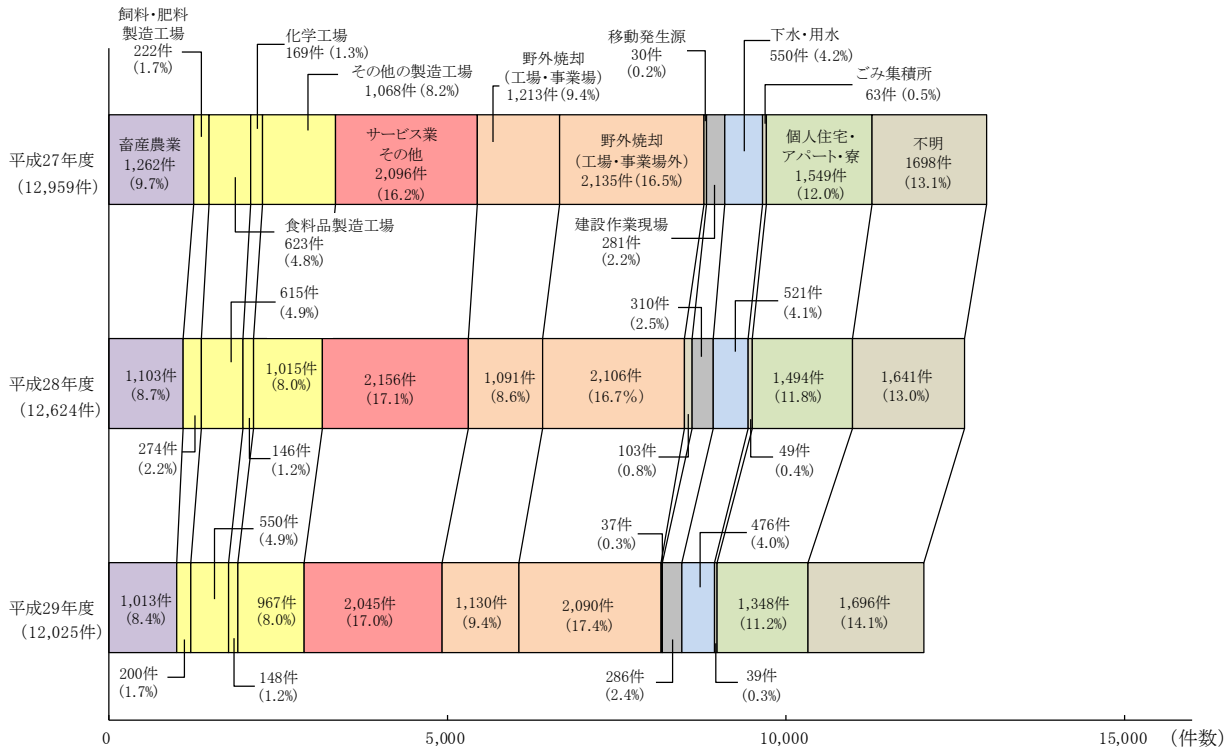 飼料・肥料
製造工場
222件
(1.7%)
化学工場
169件 (1.3%)
その他の製造工場
1,068件 (8.2%)
野外焼却
(工場・事業場)
1,213件 (9.4%)
移動発生源
30件
(0.2%)
下水・用水
550件 (4.2%)
ごみ集積所
63件 (0.5%)
平成27年度
(12,959件)
畜産農業
1,262件
(9.7%)
サービス業
その他
2,096件
(16.2%)
野外焼却
(工場・事業場外)
2,135件 (16.5%)
個人住宅・
アパート・寮
1,549件
(12.0%)
不明
1698件
(13.1%)
食料品製造工場
623件
(4.8%)
建設作業現場
281件
(2.2%)
615件
(4.9%)
310件
(2.5%)
521件
(4.1%)
平成28年度
(12,624件)
1,103件
(8.7%)
1,015件
(8.0%)
2,156件
(17.1%)
1,091件
(8.6%)
2,106件
(16.7%)
1,494件
(11.8%)
1,641件
(13.0%)
274件
(2.2%)
146件
(1.2%)
103件
(0.8%)
49件
(0.4%)
550件
(4.9%)
37件
(0.3%)
476件
(4.0%)
平成29年度
(12,025件)
1,013件
(8.4%)
967件
(8.0%)
2,045件
(17.0%)
1,130件
(9.4%)
2,090件
(17.4%)
1,348件
(11.2%)
1,696件
(14.1%)
200件
(1.7%)
148件
(1.2%)
286件
(2.4%)
39件
(0.3%)
0 5,000 10,000 15,000 (件数)